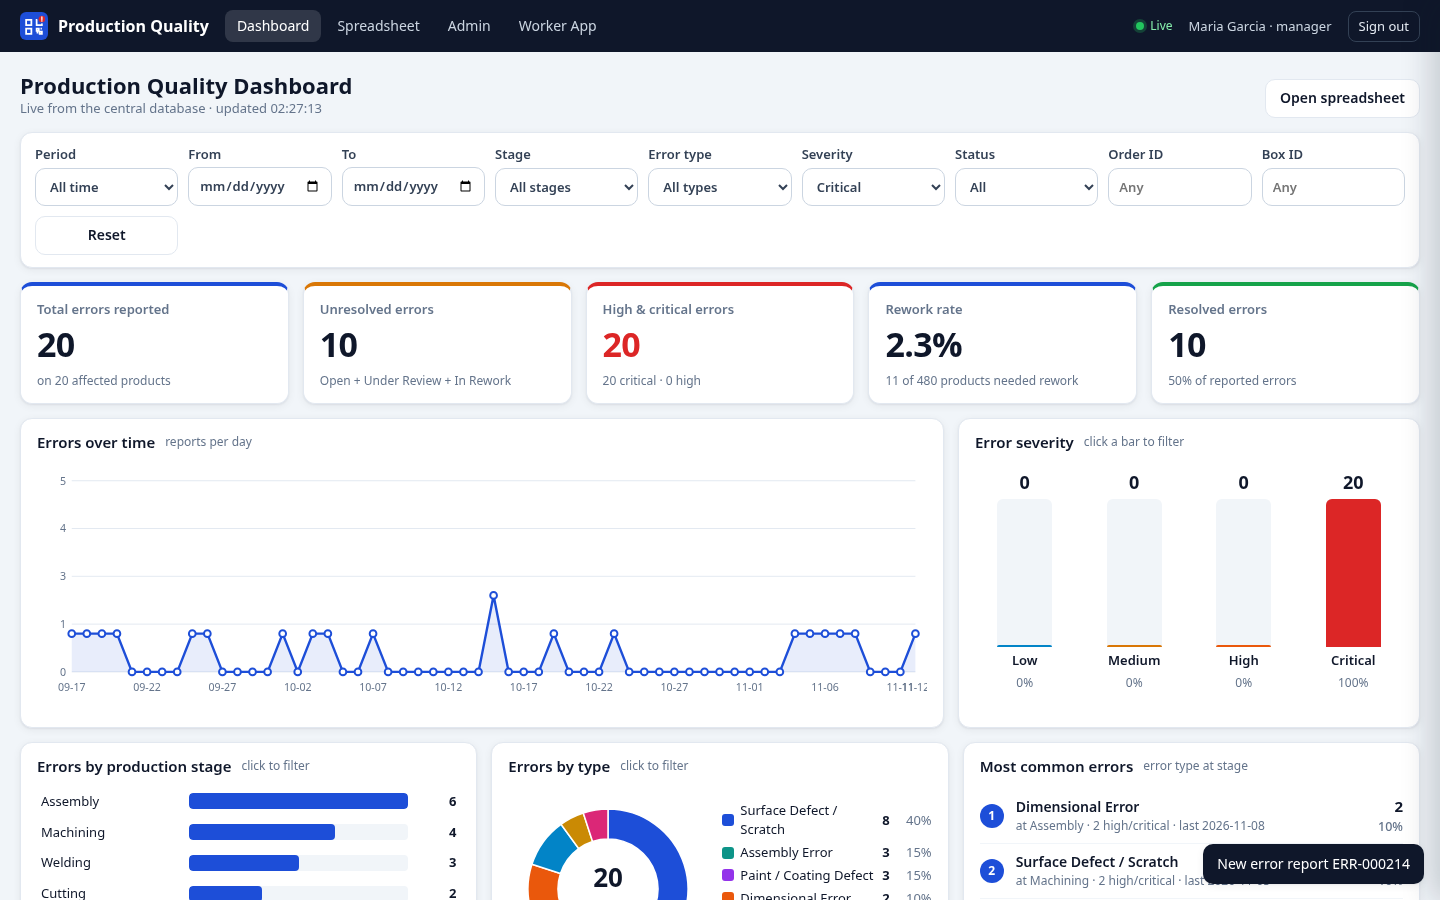 Production Quality
Dashboard
Spreadsheet
Admin
Worker App
Live
Maria Garcia · manager
Sign out
Production Quality Dashboard
Live from the central database · updated 02:27:13
Open spreadsheet
Period
From
To
Stage
Error type
Severity
Status
Order ID
Box ID
All time
mm/dd/yyyy
mm/dd/yyyy
All stages
All types
Critical
All
Any
Any
Reset
Total errors reported
20
on 20 affected products
Unresolved errors
10
Open + Under Review + In Rework
High & critical errors
20
20 critical · 0 high
Rework rate
2.3%
11 of 480 products needed rework
Resolved errors
10
50% of reported errors
Errors over time
reports per day
5
4
3
1
0
09-17
09-22
09-27
10-02
10-07
10-12
10-17
10-22
10-27
11-01
11-06
Error severity
click a bar to filter
0
0
0
20
Low
Medium
High
Critical
0%
0%
0%
100%
Errors by production stage
click to filter
Assembly
6
Machining
4
Welding
3
Cutting
2
Errors by type
click to filter
20
Surface Defect /
Scratch
8
40%
Assembly Error
3
15%
Paint / Coating Defect
3
15%
Dimensional Error
2
10%
Most common errors
error type at stage
1
Dimensional Error
2
at Assembly · 2 high/critical · last 2026-11-08
10%
2
Surface Defect / Scratch
at Machining · 2 high/critical · last
New error report ERR-000214